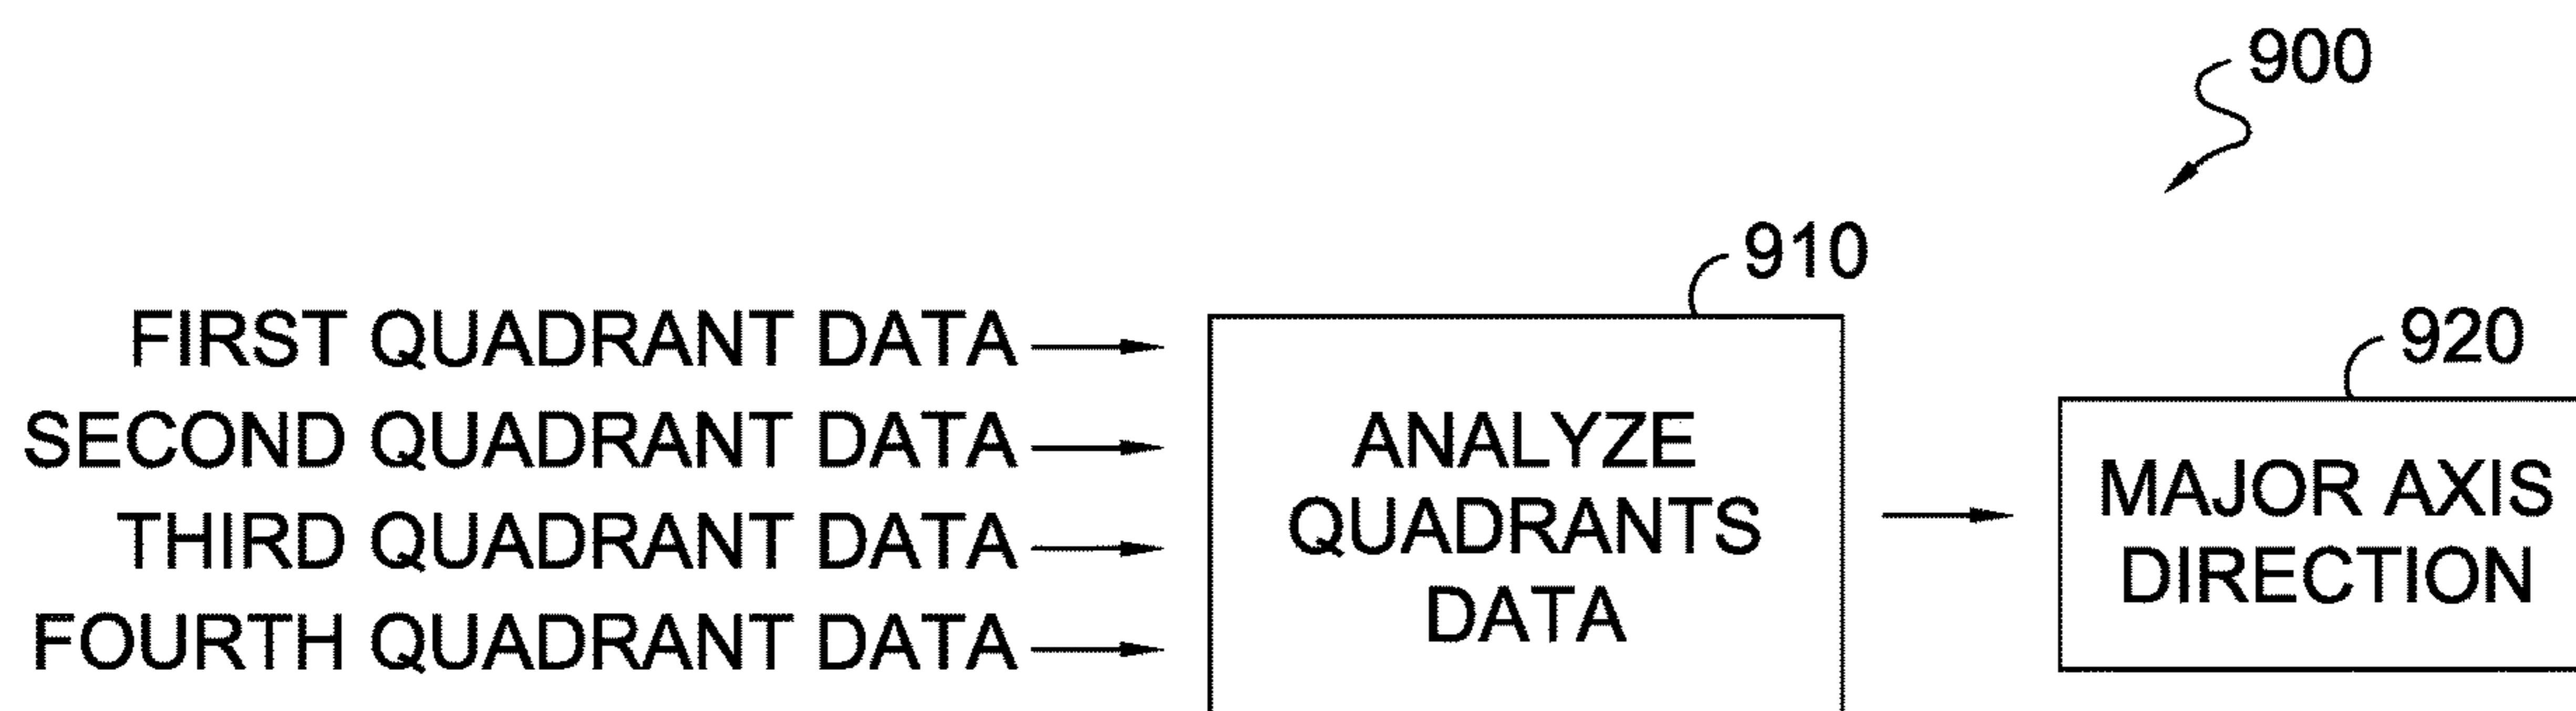 900
910
920
FIRST QUADRANT DATA
SECOND QUADRANT DATA
THIRD QUADRANT DATA
FOURTH QUADRANT DATA
ANALYZE
QUADRANTS
DATA
MAJOR AXIS
DIRECTION